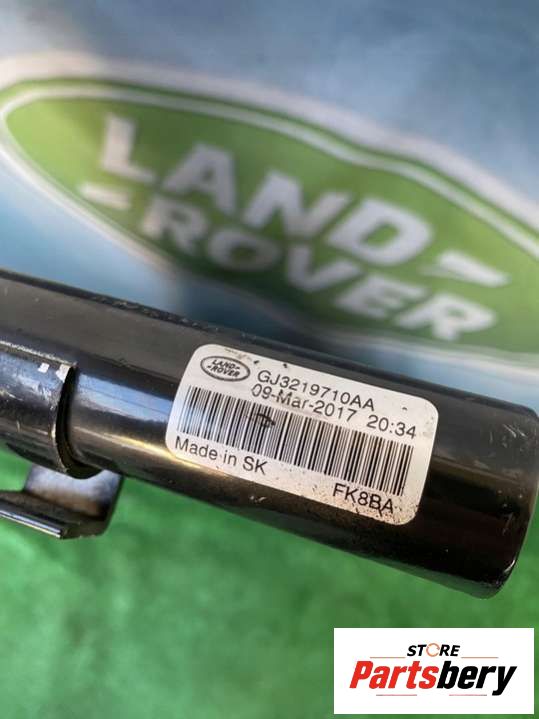 LAND
ROVER
LAND
ROVER
GJ3219710AA
09-Mar-2017 20:34
Made in SK
FK8BA
STORE
Partsbery